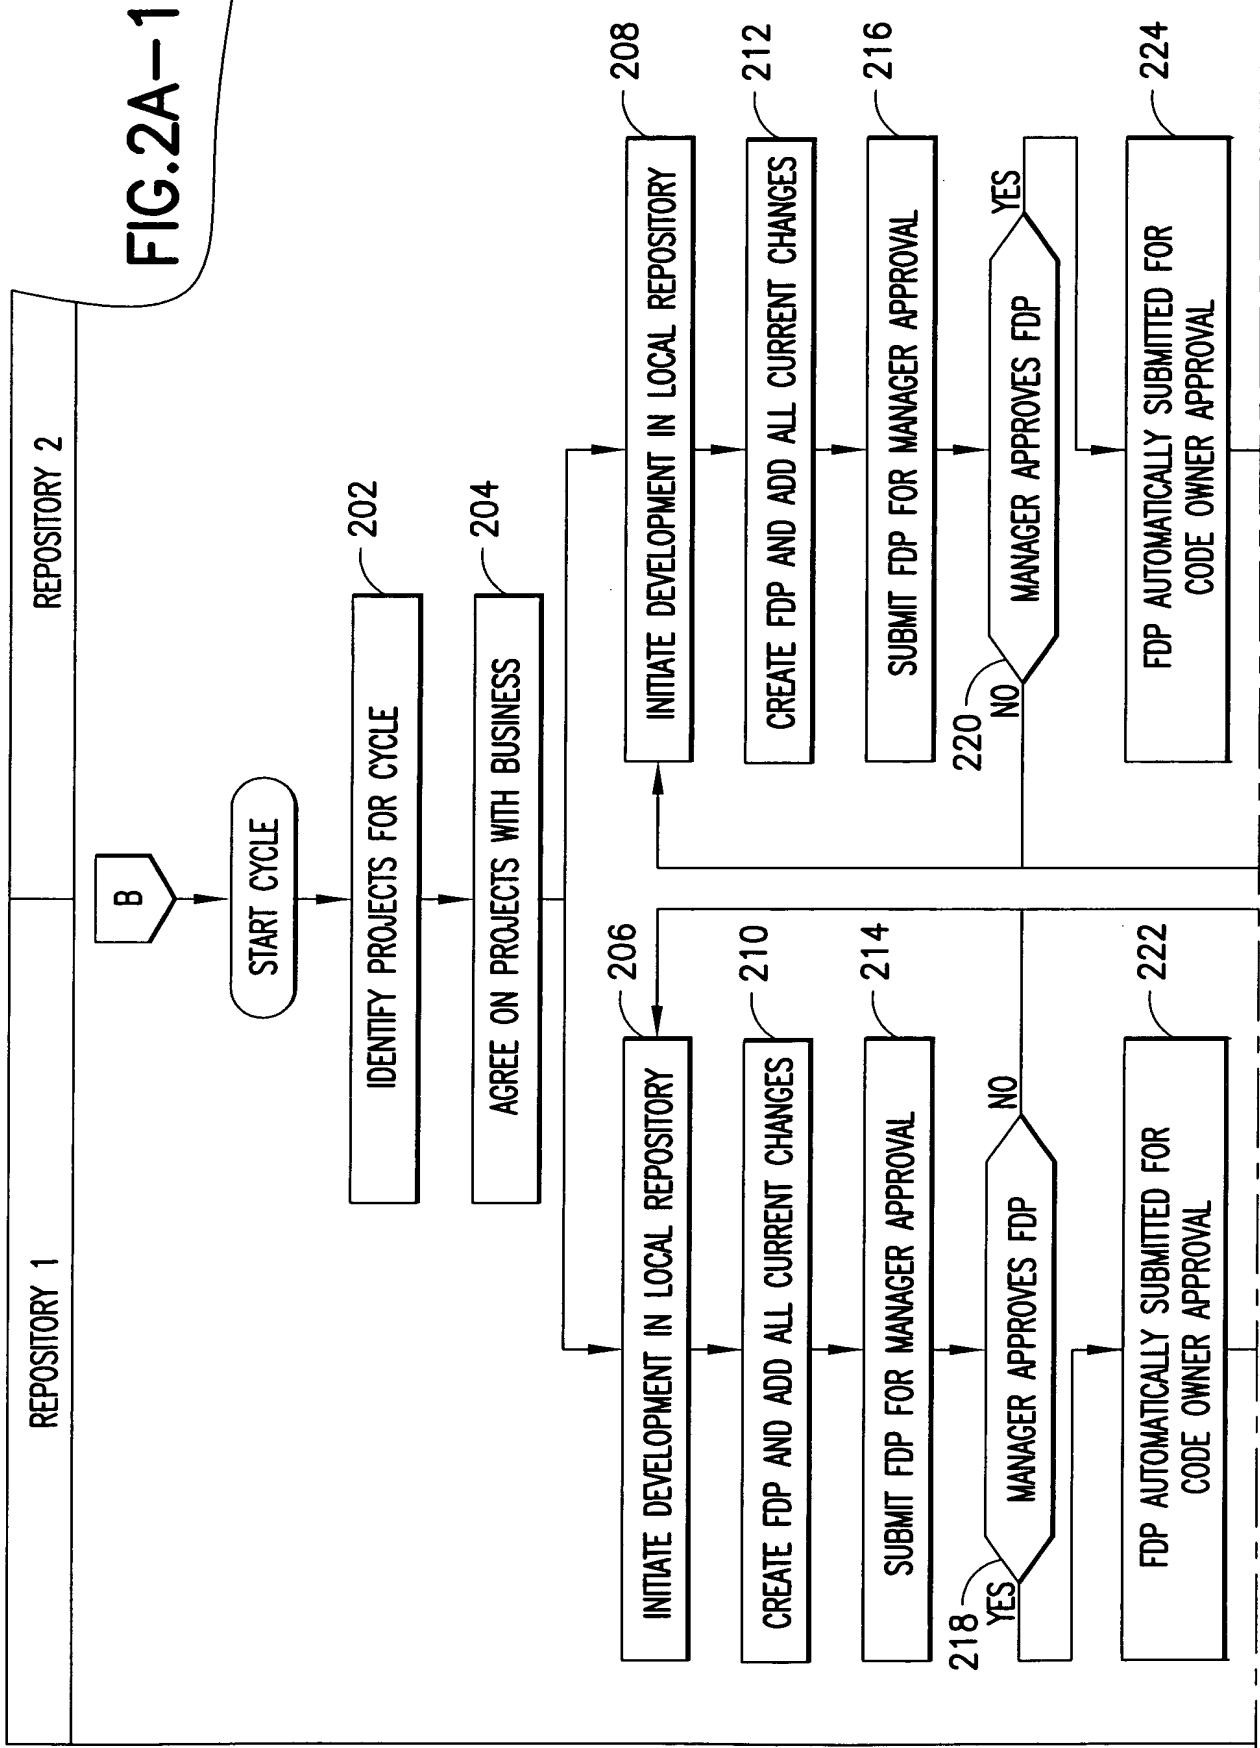 FIG.2A-1
REPOSITORY 1
REPOSITORY 2
B
START CYCLE
IDENTIFY PROJECTS FOR CYCLE
202
AGREE ON PROJECTS WITH BUSINESS
204
INITIATE DEVELOPMENT IN LOCAL REPOSITORY
206
INITIATE DEVELOPMENT IN LOCAL REPOSITORY
208
CREATE FDP AND ADD ALL CURRENT CHANGES
210
CREATE FDP AND ADD ALL CURRENT CHANGES
212
SUBMIT FDP FOR MANAGER APPROVAL
214
SUBMIT FDP FOR MANAGER APPROVAL
216
218
YES
MANAGER APPROVES FDP
NO
220
NO
MANAGER APPROVES FDP
YES
FDP AUTOMATICALLY SUBMITTED FOR
CODE OWNER APPROVAL
222
FDP AUTOMATICALLY SUBMITTED FOR
CODE OWNER APPROVAL
224